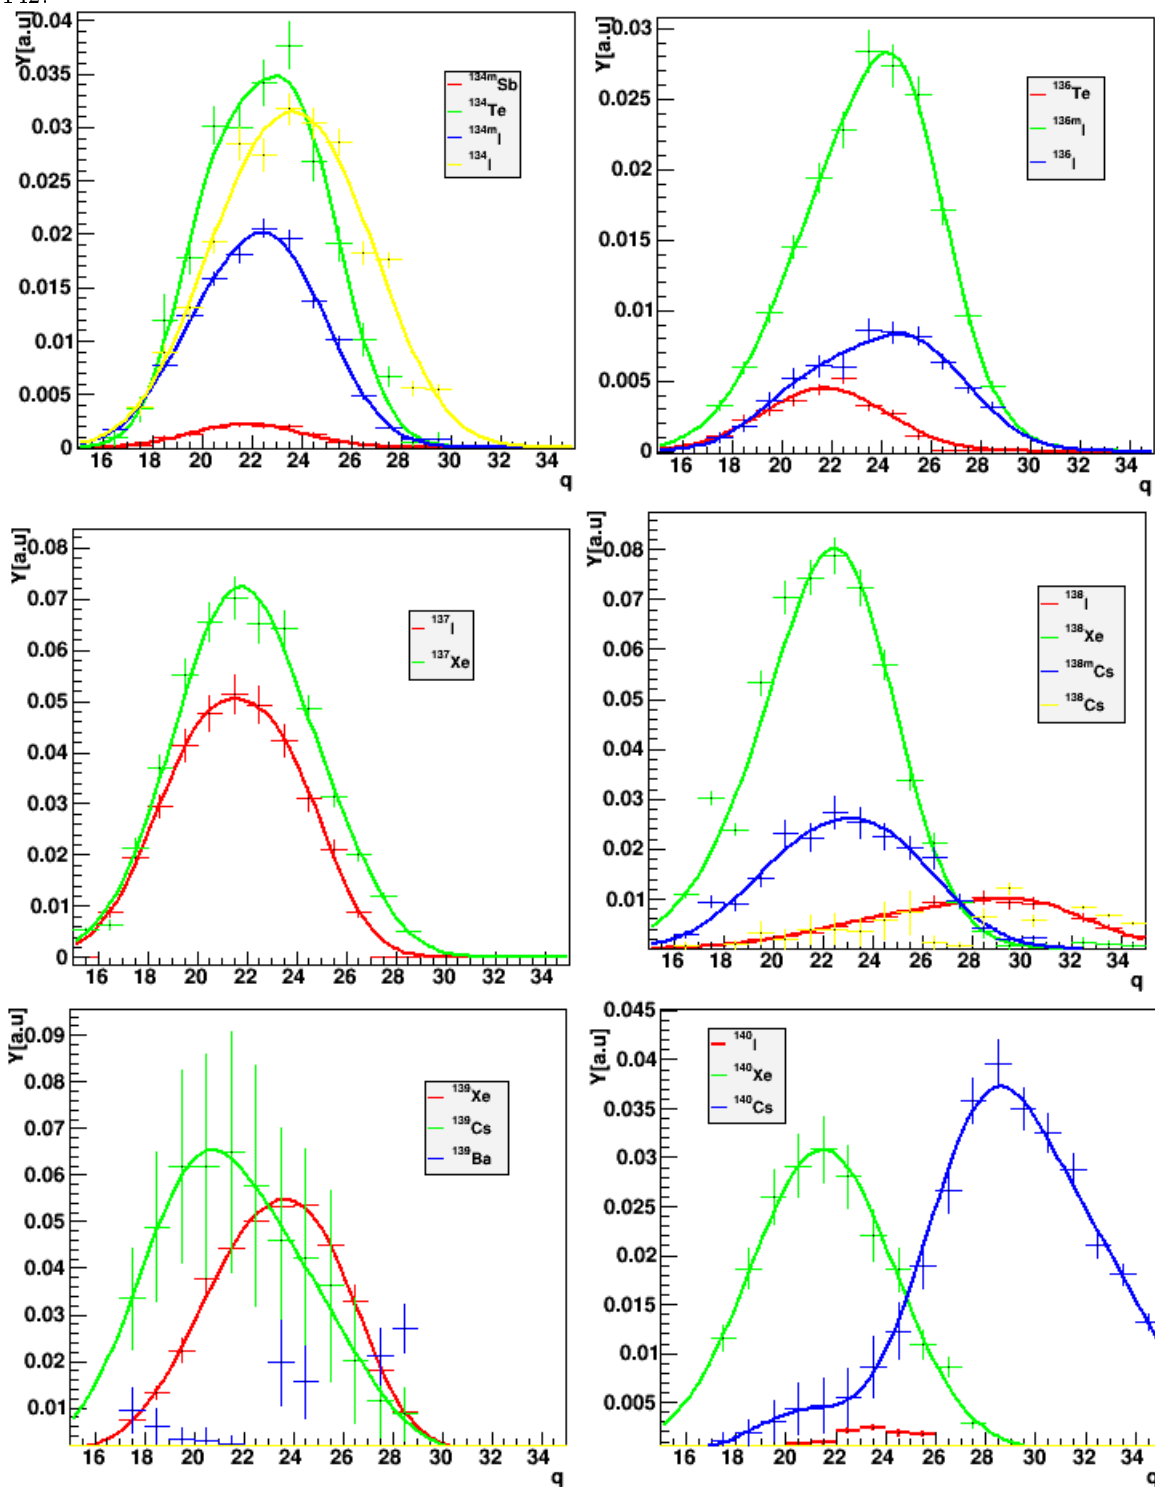 Y[a.u]
0.04
0.035
0.03
0.025
0.02
0.015
0.01
0.005
0
16 18 20 22 24 26 28 30 32 34
q
134mSb
134Te
134mI
134I
Y[a.u]
0.03
0.025
0.02
0.015
0.01
0.005
0
16 18 20 22 24 26 28 30 32 34
q
136Te
136mI
136I
Y[a.u]
0.08
0.07
0.06
0.05
0.04
0.03
0.02
0.01
0
16 18 20 22 24 26 28 30 32 34
q
137I
137Xe
Y[a.u]
0.08
0.07
0.06
0.05
0.04
0.03
0.02
0.01
0
16 18 20 22 24 26 28 30 32 34
q
138I
138Xe
138mCs
138Cs
Y[a.u]
0.09
0.08
0.07
0.06
0.05
0.04
0.03
0.02
0.01
16 18 20 22 24 26 28 30 32 34
q
139Xe
139Cs
139Ba
Y[a.u]
0.045
0.04
0.035
0.03
0.025
0.02
0.015
0.01
0.005
16 18 20 22 24 26 28 30 32 34
q
140I
140Xe
140Cs